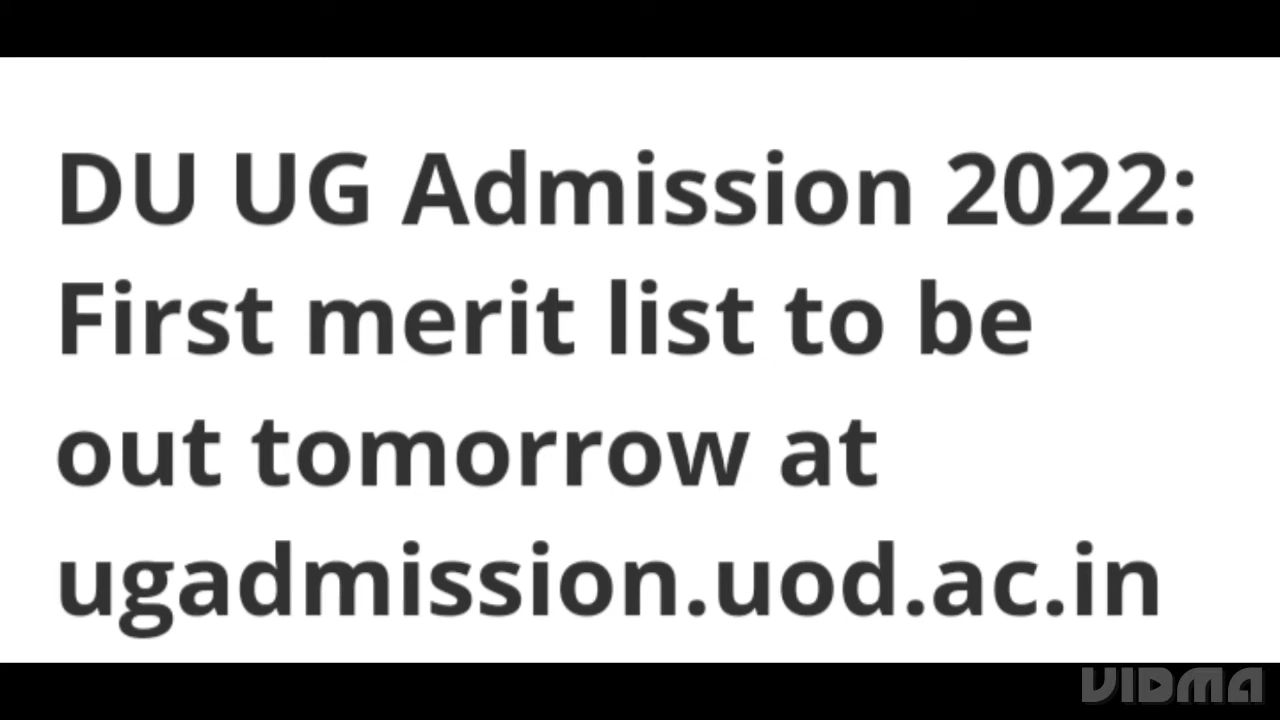 DU UG Admission 2022:
First merit list to be
out tomorrow at
ugadmission.uod.ac.in
VIDMA